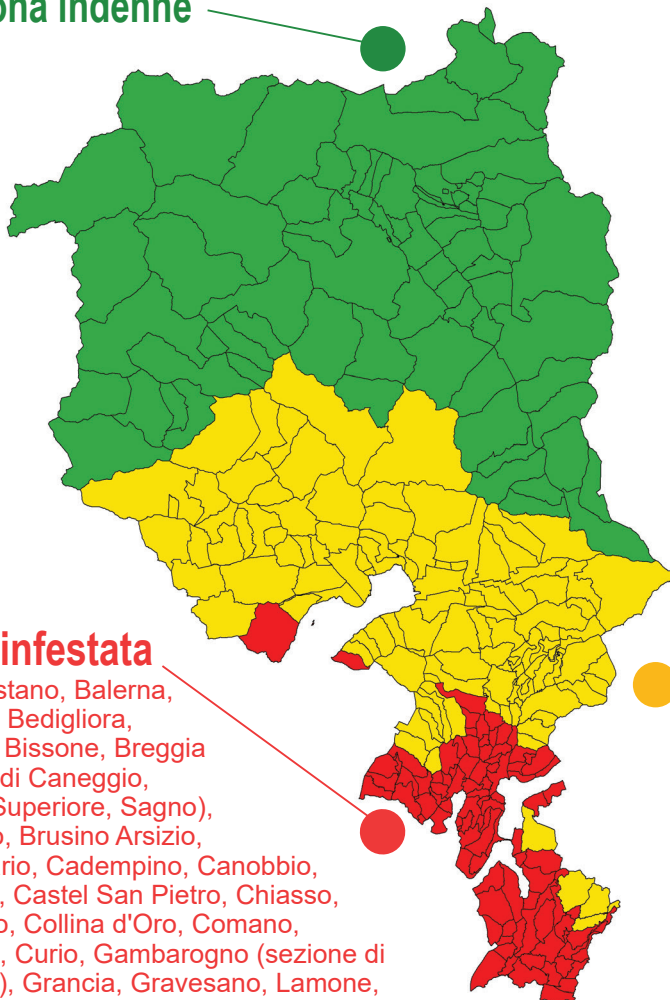 ona indenne
infestata
stano, Balerna,
Bedigliora,
Bissone, Breggia
di Caneggio,
Superiore, Sagno),
o, Brusino Arsizio,
rio, Cadempino, Canobbio,
, Castel San Pietro, Chiasso,
o, Collina d'Oro, Comano,
, Curio, Gambarogno (sezione di
), Grancia, Gravesano, Lamone,